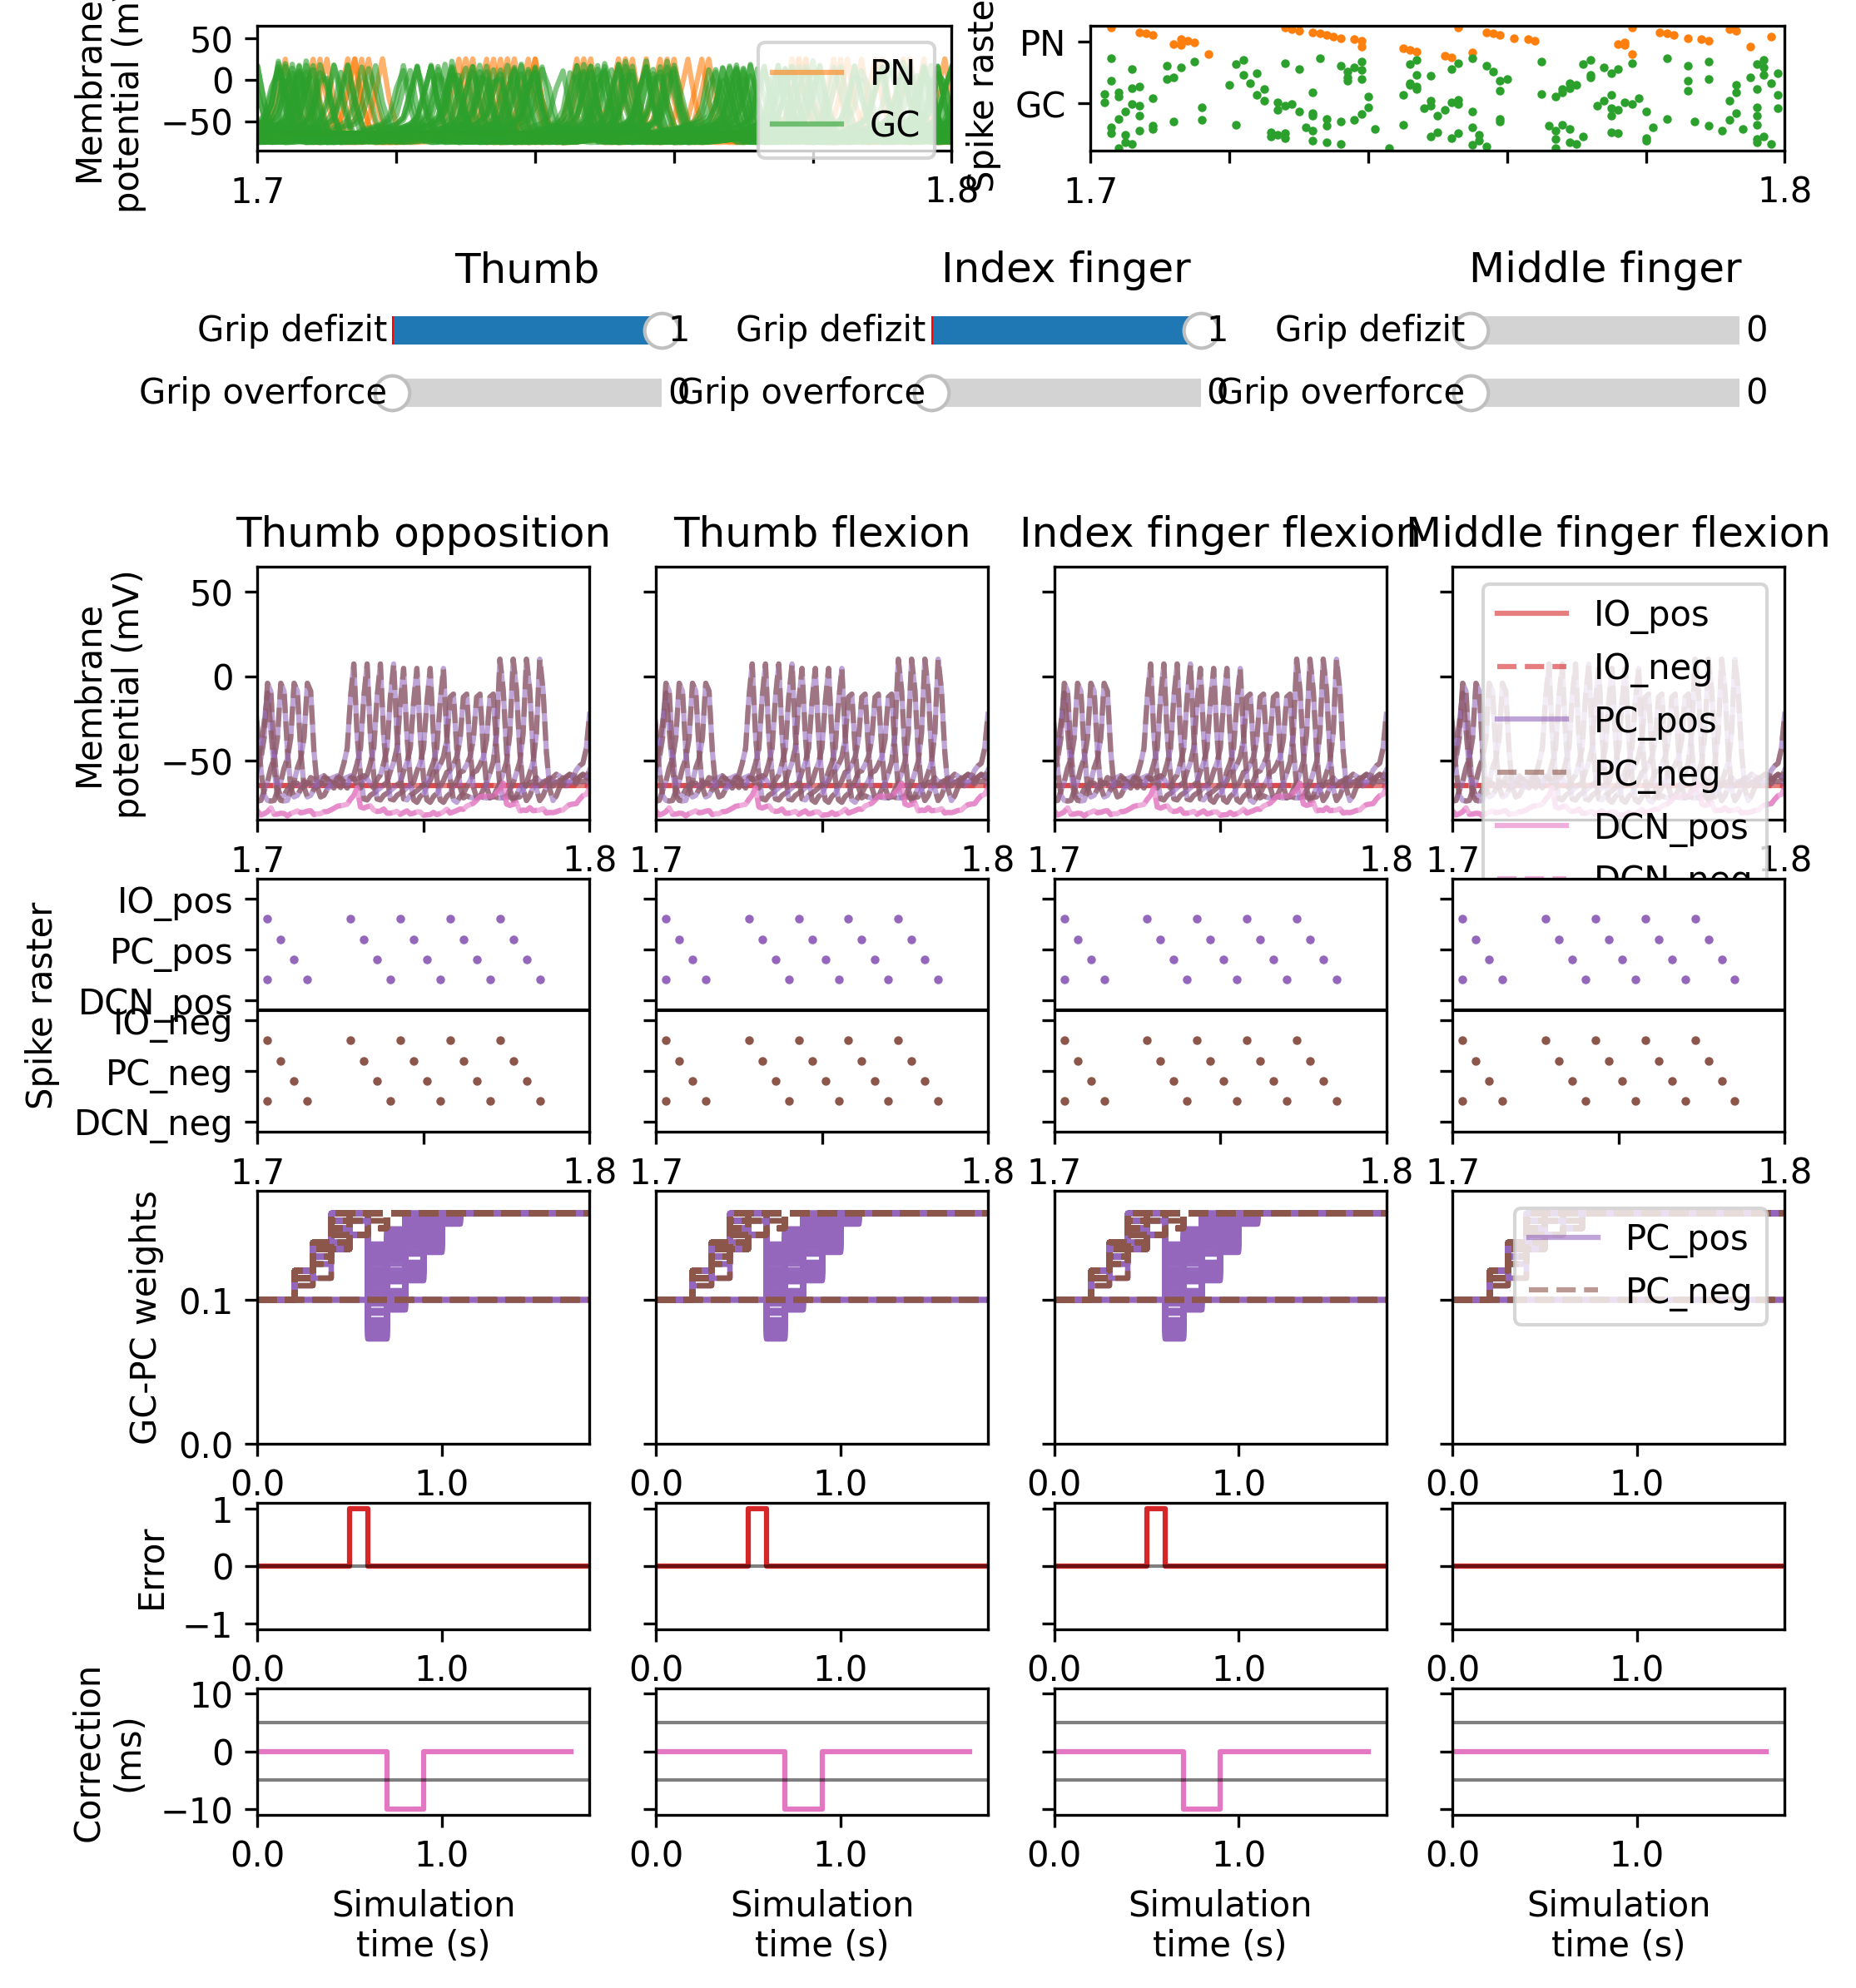 Membrane
potential (m
50
0
−50
PN
GC
1.7
1.8
Spike raste
PN
GC
1.7
1.8
Thumb
Index finger
Middle finger
Grip defizit
1
Grip defizit
1
Grip defizit
0
Grip overforce
0
Grip overforce
0
Grip overforce
0
Thumb opposition
Thumb flexion
Index finger flexion
Middle finger flexion
Membrane
potential (mV)
50
0
−50
IO_pos
IO_neg
PC_pos
PC_neg
DCN_pos
DCN_neg
1.7
1.8
1.7
1.8
1.7
1.8
1.7
1.8
Spike raster
IO_pos
PC_pos
DCN_pos
IO_neg
PC_neg
DCN_neg
1.7
1.8
1.7
1.8
1.7
1.8
1.7
1.8
GC-PC weights
0.1
0.0
PC_pos
PC_neg
0.0
1.0
0.0
1.0
0.0
1.0
0.0
1.0
Error
1
0
−1
0.0
1.0
0.0
1.0
0.0
1.0
0.0
1.0
Correction
(ms)
10
0
−10
0.0
1.0
0.0
1.0
0.0
1.0
0.0
1.0
Simulation
time (s)
Simulation
time (s)
Simulation
time (s)
Simulation
time (s)